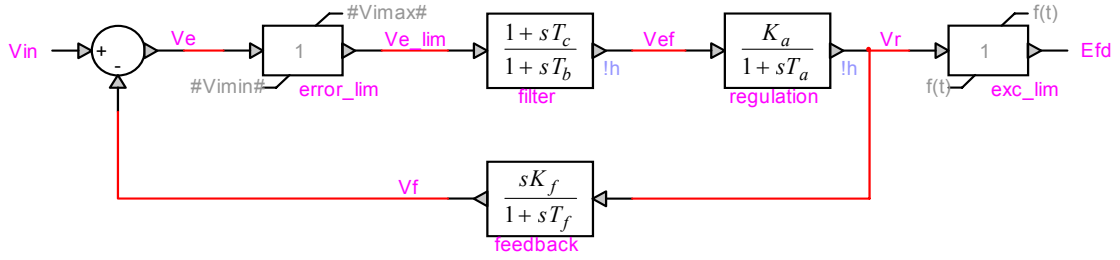 #Vimax#
f(t)
Vin
+
-
Ve
1
Ve_lim
1 + sT_c
1 + sT_b
Vef
K_a
1 + sT_a
Vr
1
Efd
#Vimin#
error_lim
!h
filter
!h
regulation
f(t)
exc_lim
Vf
sK_f
1 + sT_f
feedback